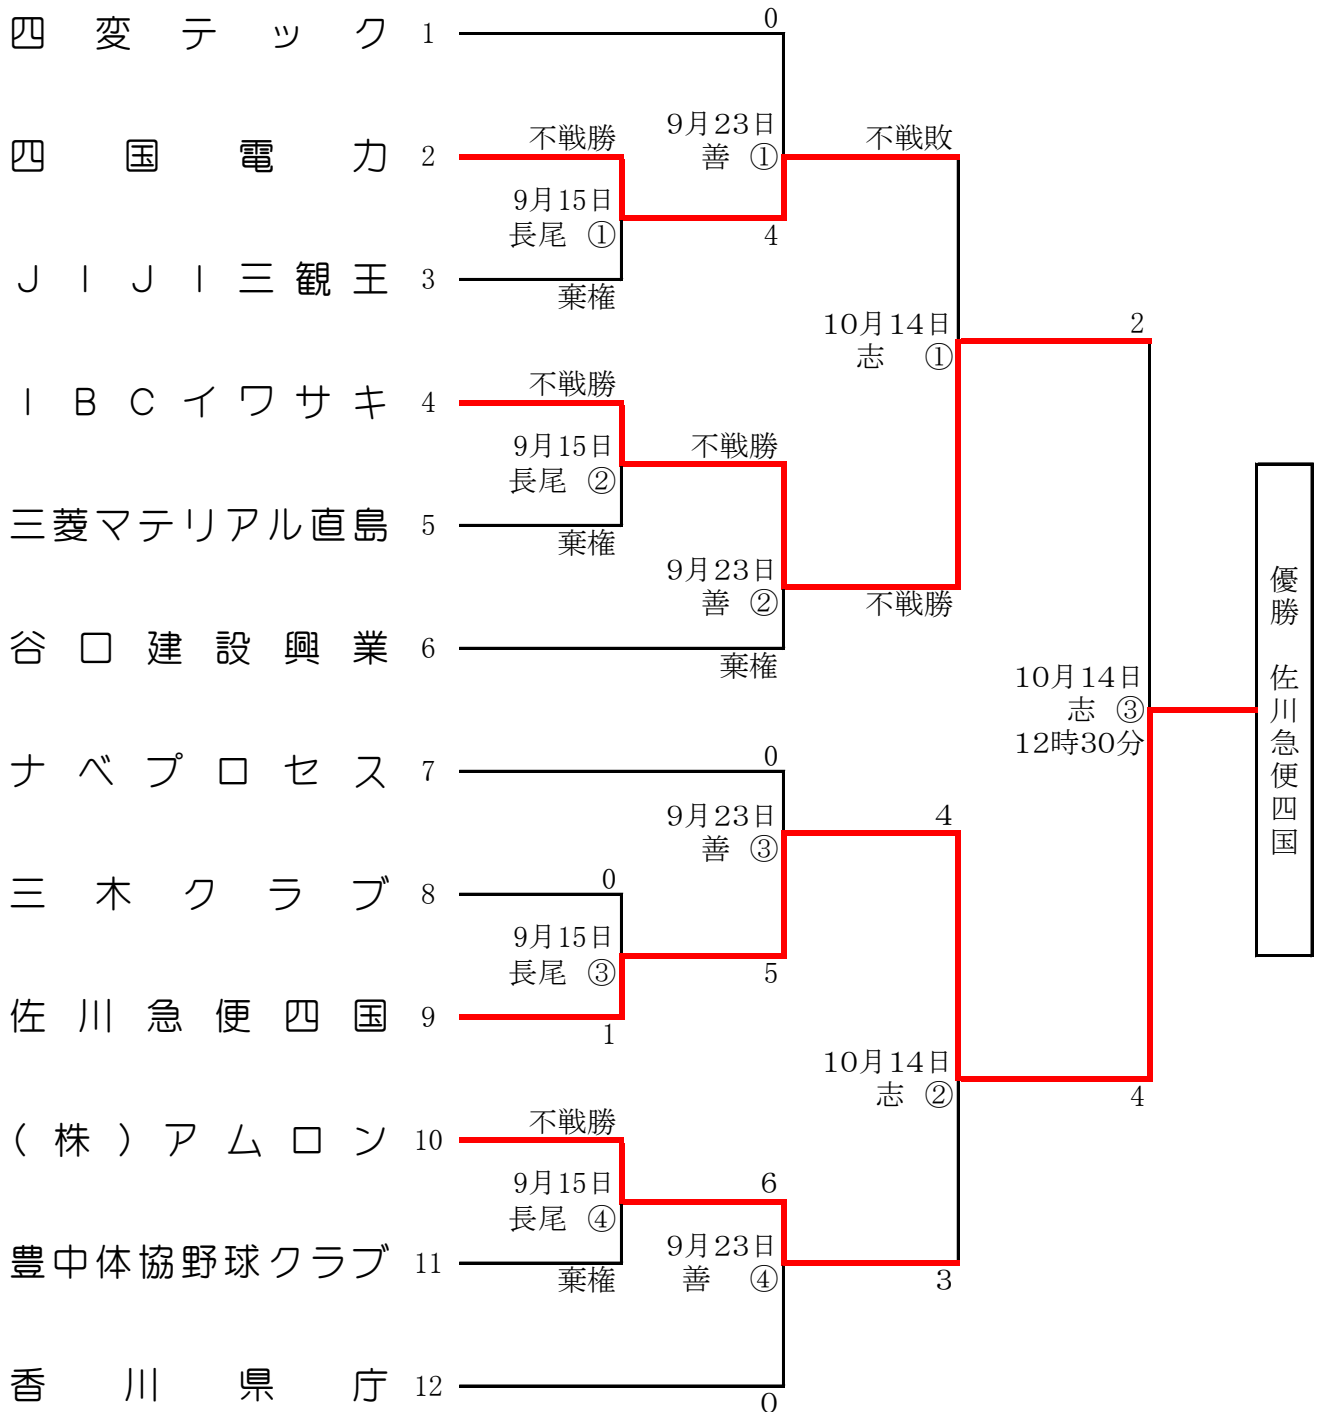 四変テック 1
0
四国電力 2
不戦勝
9月15日
長尾 ①
9月23日
善 ①
4
不戦敗
JIJI三観王 3
棄権
10月14日
志 ①
2
IBCイワサキ 4
不戦勝
9月15日
長尾 ②
不戦勝
三菱マテリアル直島 5
棄権
9月23日
善 ②
不戦勝
谷口建設興業 6
棄権
10月14日
志 ③
12時30分
優勝 佐川急便四国
ナベプロセス 7
0
9月23日
善 ③
4
三木クラブ 8
0
9月15日
長尾 ③
5
佐川急便四国 9
1
10月14日
志 ②
4
(株)アムロン 10
不戦勝
9月15日
長尾 ④
6
豊中体協野球クラブ 11
棄権
9月23日
善 ④
3
香川県庁 12
0